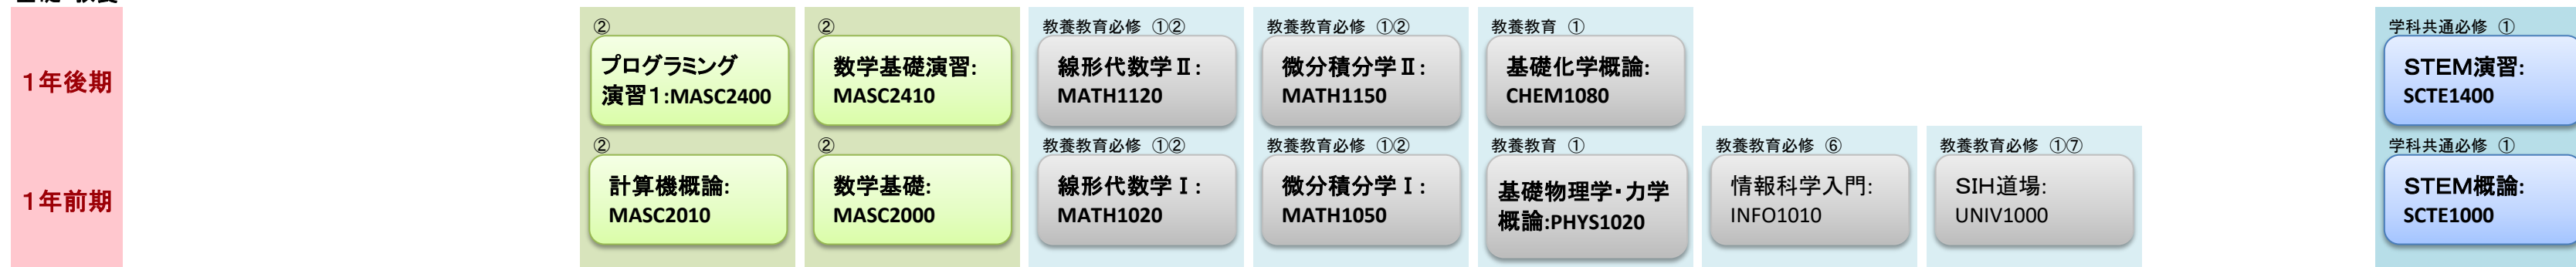 ②
②
教養教育必修 ①②
教養教育必修 ①②
教養教育 ①
学科共通必修 ①
1年後期
プログラミング
演習1:MASC2400
数学基礎演習:
MASC2410
線形代数学Ⅱ:
MATH1120
微分積分学Ⅱ:
MATH1150
基礎化学概論:
CHEM1080
STEM演習:
SCTE1400
②
②
教養教育必修 ①②
教養教育必修 ①②
教養教育 ①
教養教育必修 ⑥
教養教育必修 ①⑦
学科共通必修 ①
1年前期
計算機概論:
MASC2010
数学基礎:
MASC2000
線形代数学Ⅰ:
MATH1020
微分積分学Ⅰ:
MATH1050
基礎物理学・力学
概論:PHYS1020
情報科学入門:
INFO1010
SIH道場:
UNIV1000
STEM概論:
SCTE1000